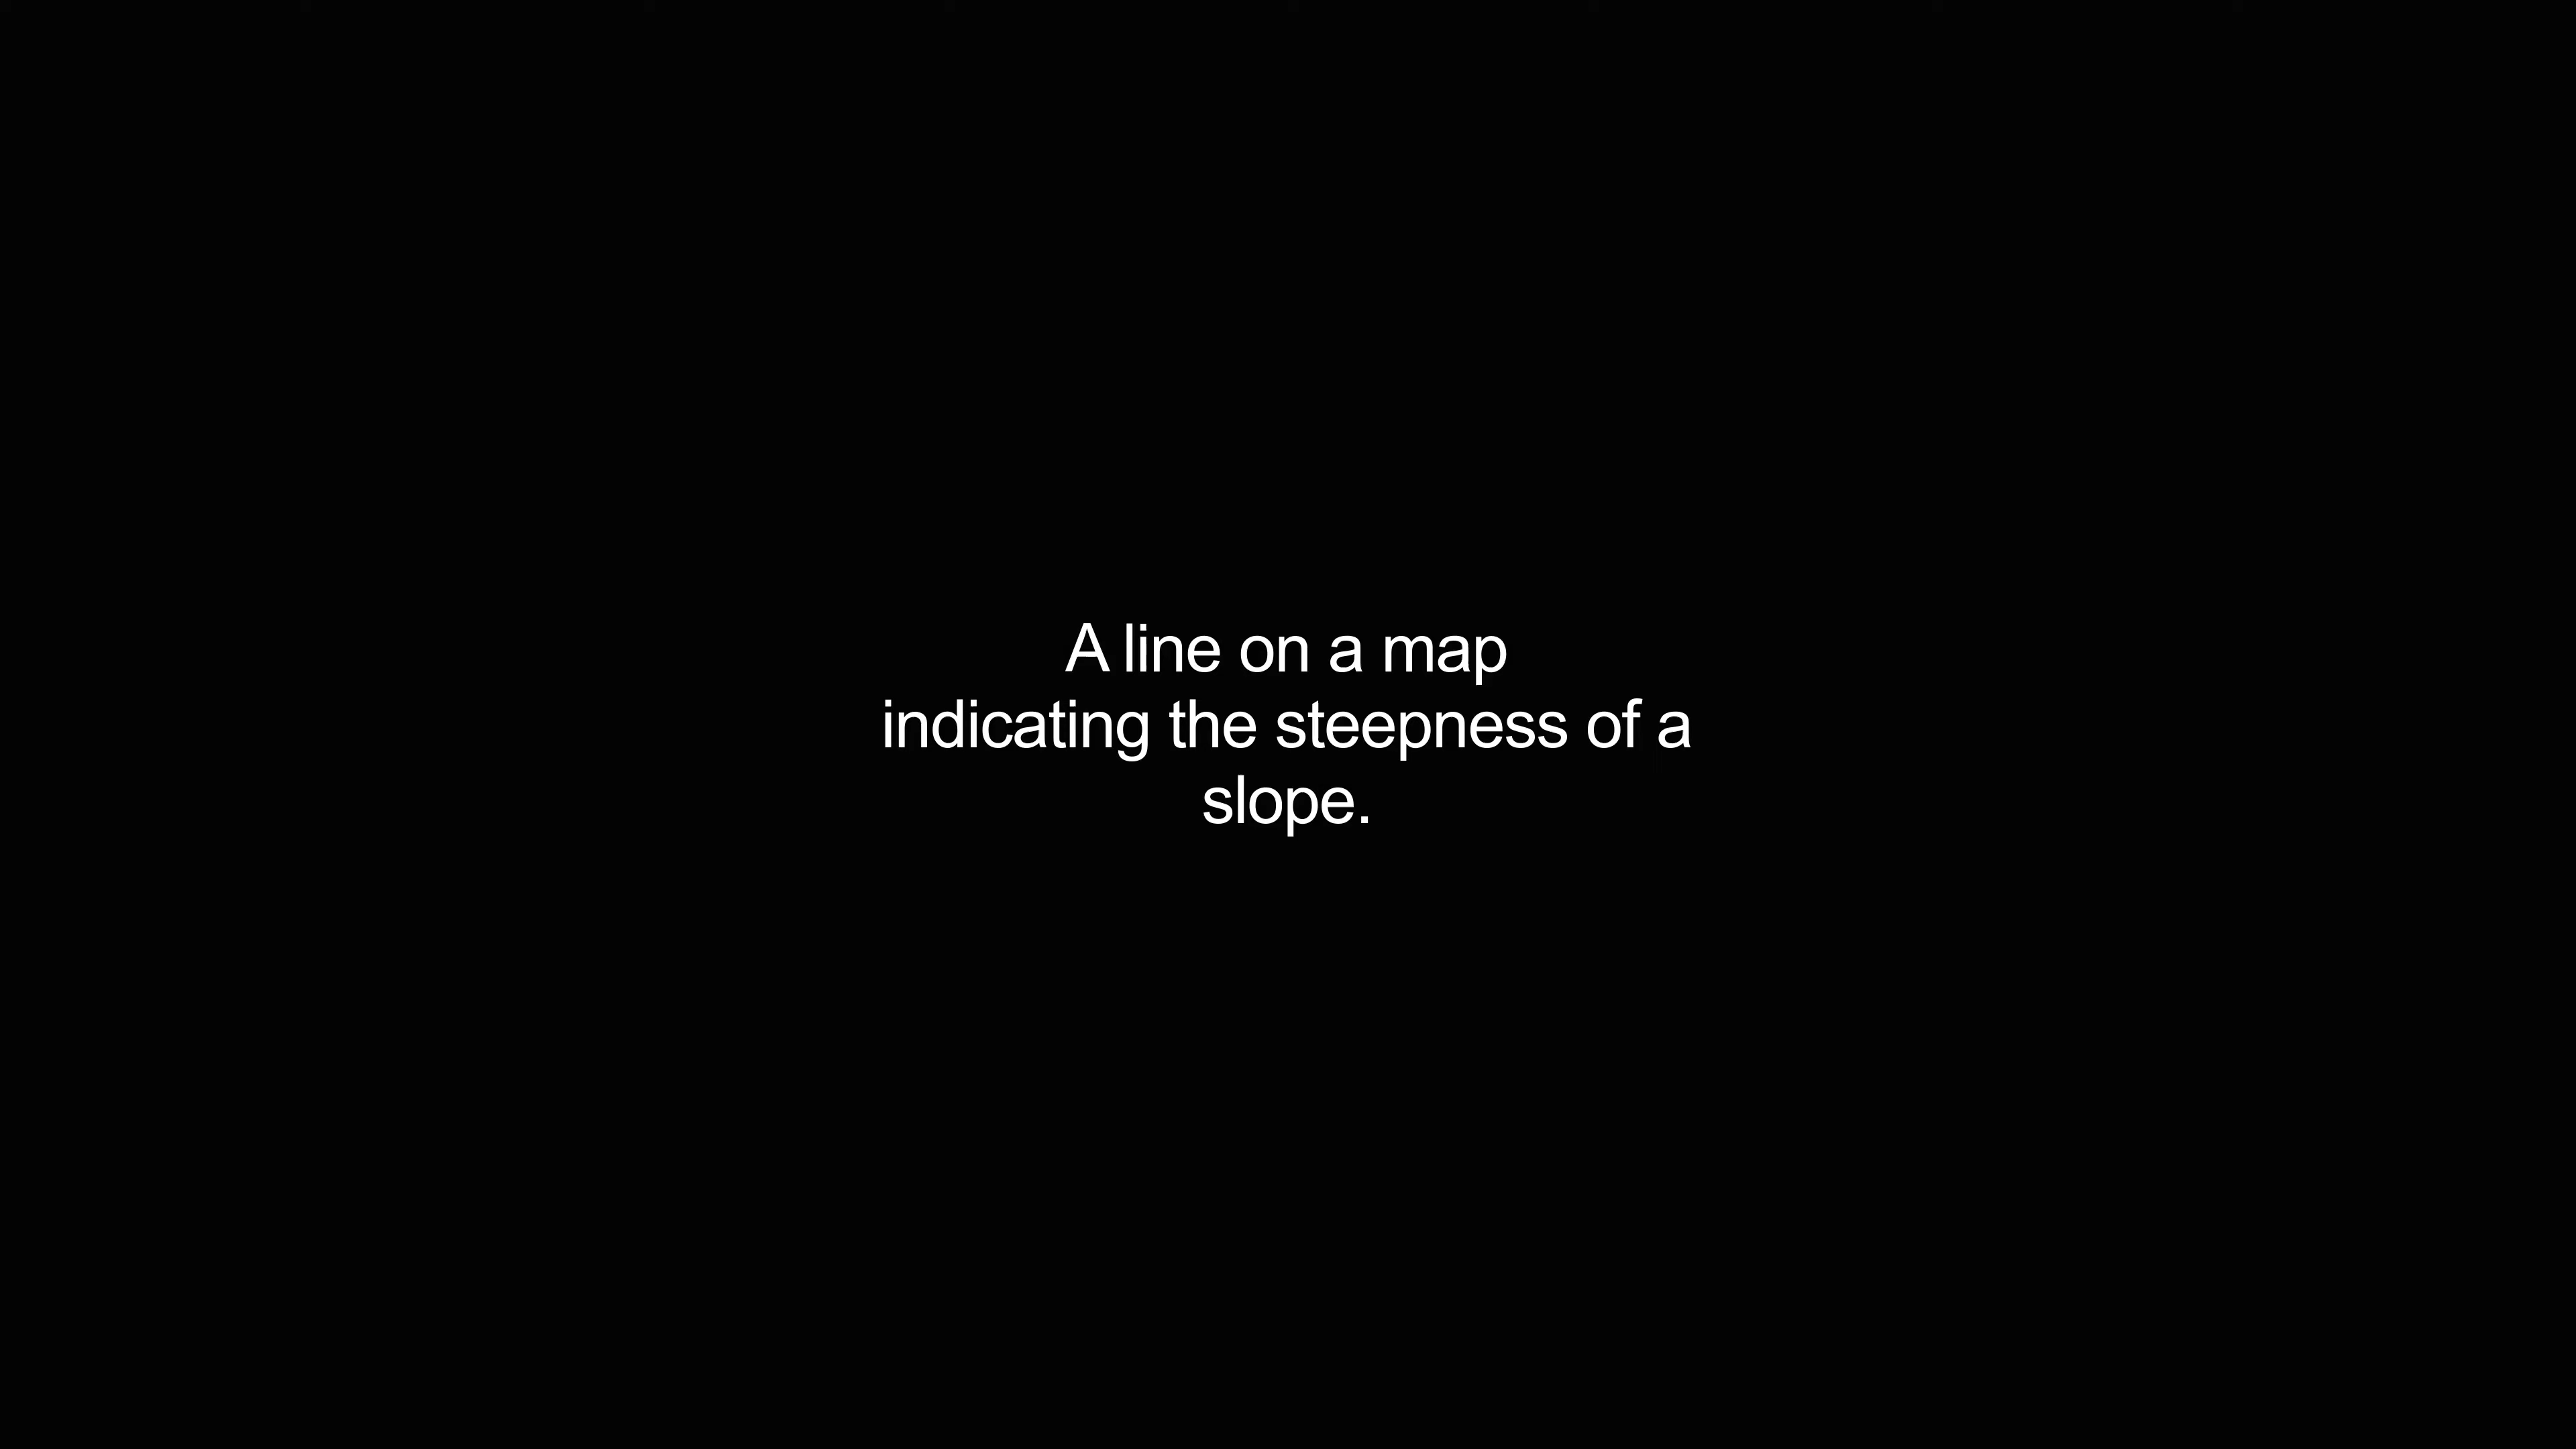 A line on a map
indicating the steepness of a
slope.